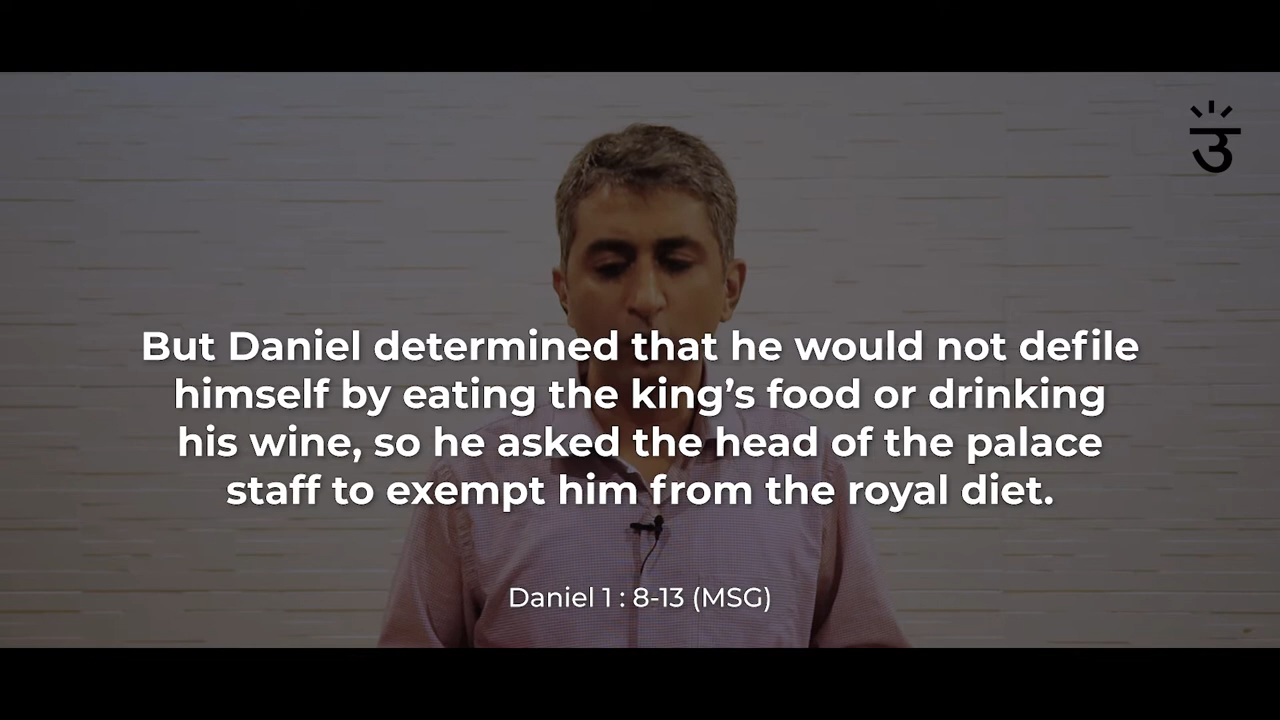 उ
But Daniel determined that he would not defile
himself by eating the king’s food or drinking
his wine, so he asked the head of the palace
staff to exempt him from the royal diet.
Daniel 1 : 8-13 (MSG)